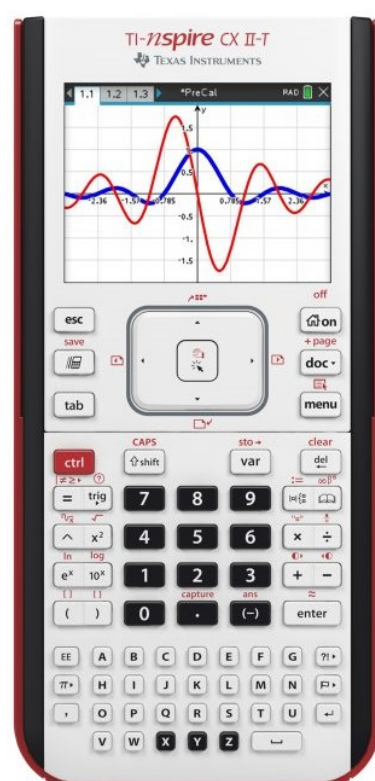 TI-nspire CX II-T
TEXAS INSTRUMENTS
1.1 1.2 1.3 *PreCal RAD
y
1.5
1.0
0.5
x
-2.36 -1.57 -0.785 0.785 1.57 2.36
-0.5
-1.
-1.5
off
esc on
save +page
doc
tab menu
CAPS sto→ clear
ctrl shift var del
= trig 7 8 9
^ x² 4 5 6 × ÷
ln log
eˣ 10ˣ 1 2 3 + −
[ ] { } capture ans ≈
( ) 0 . (−) enter
EE A B C D E F G ?!
π H I J K L M N
, O P Q R S T U
V W X Y Z